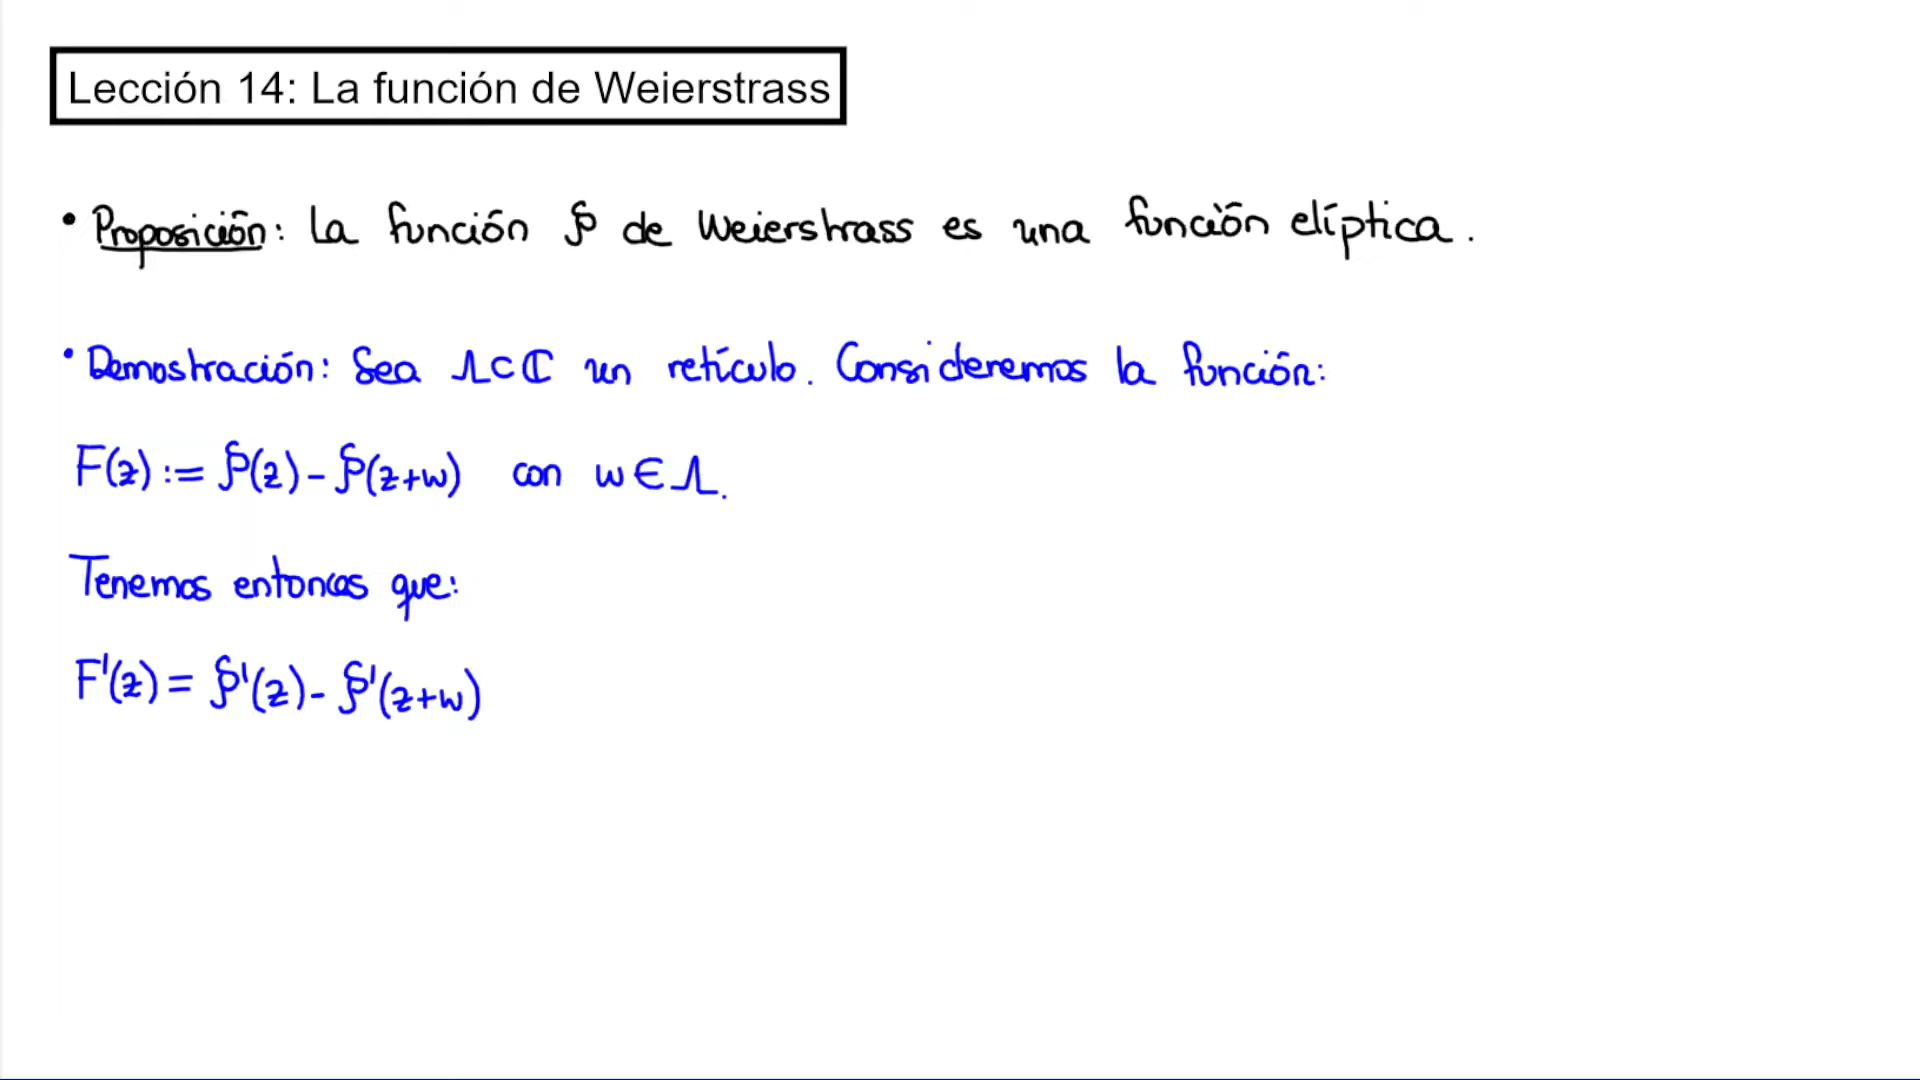 Lección 14: La función de Weierstrass
• Proposición: La función ℘ de Weierstrass es una función elíptica.
• Demostración: Sea Λ⊂ℂ un retículo. Consideremos la función:
F(z) := ℘(z) - ℘(z+w) con w∈Λ.
Tenemos entonces que:
F'(z) = ℘'(z) - ℘'(z+w)